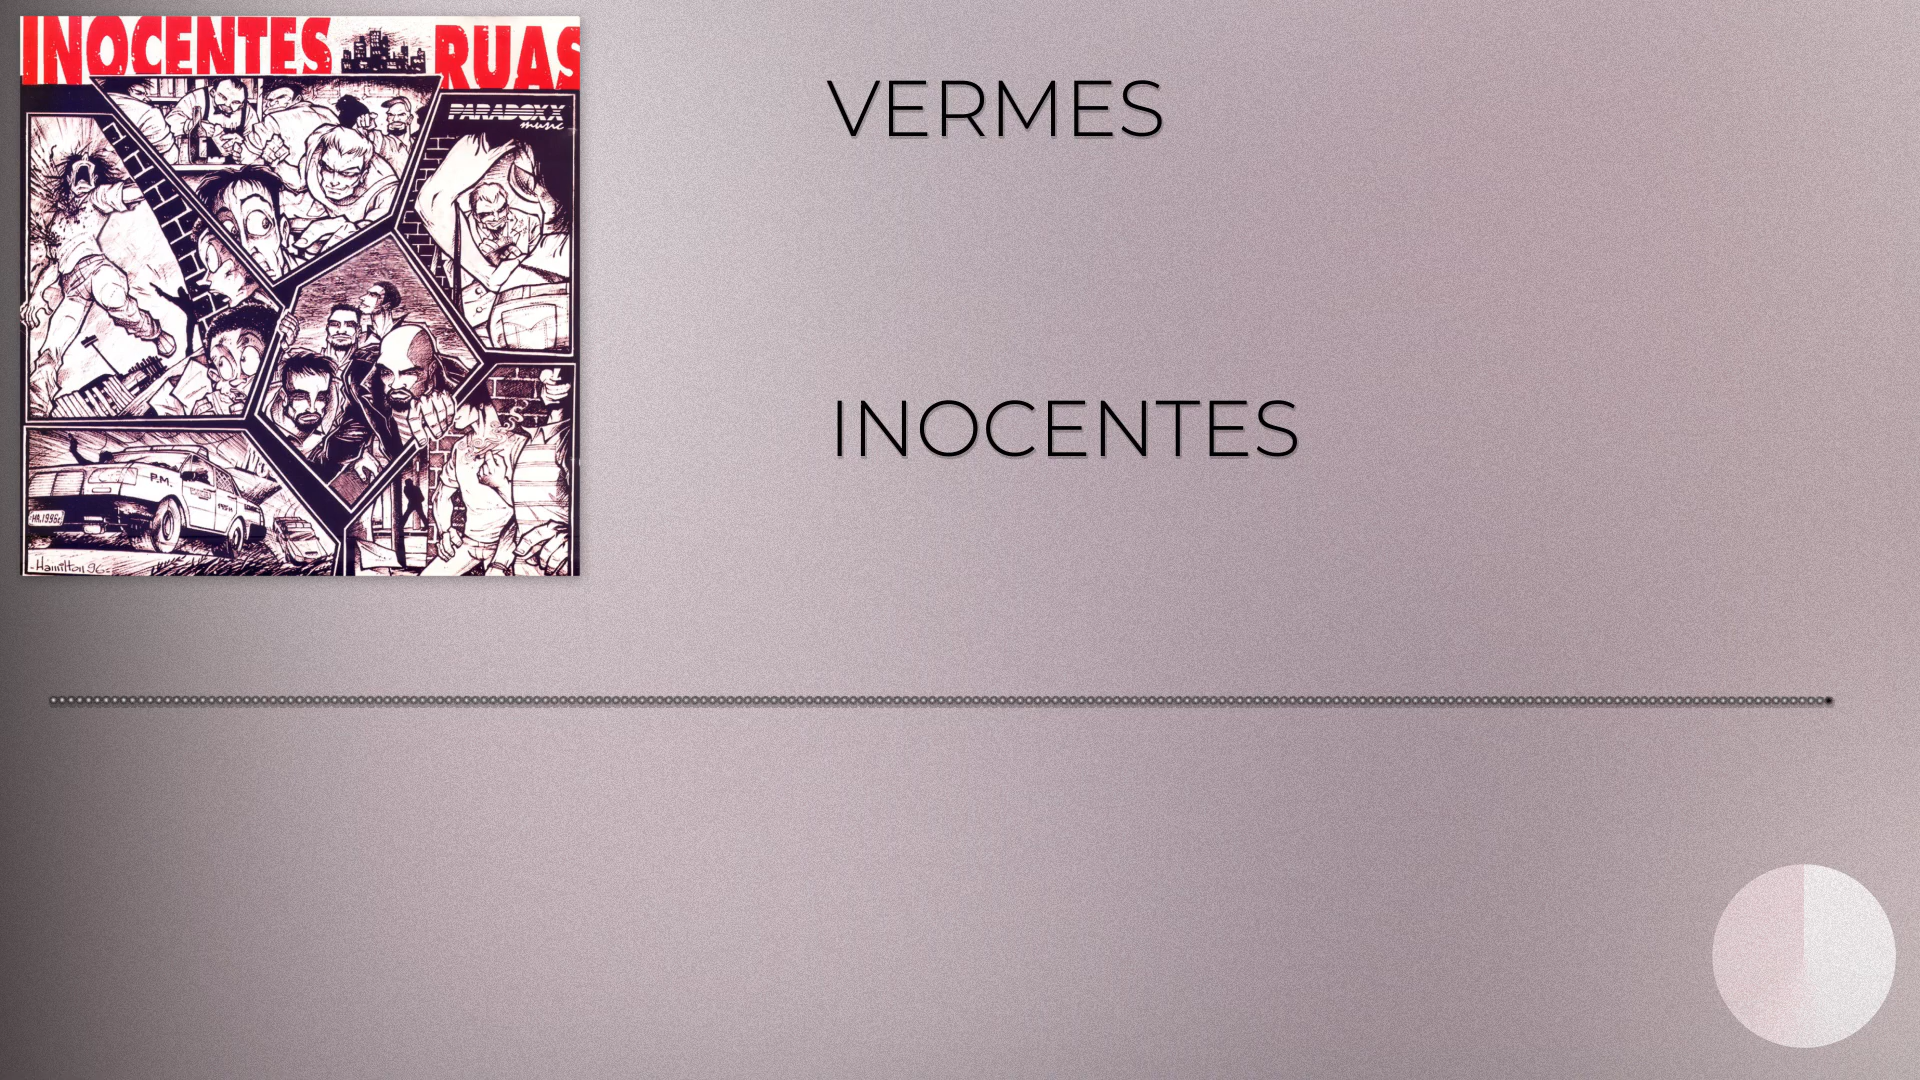 INOCENTES RUAS
PARADOXX
music
P.M.
-Hamilton 96-
VERMES
INOCENTES